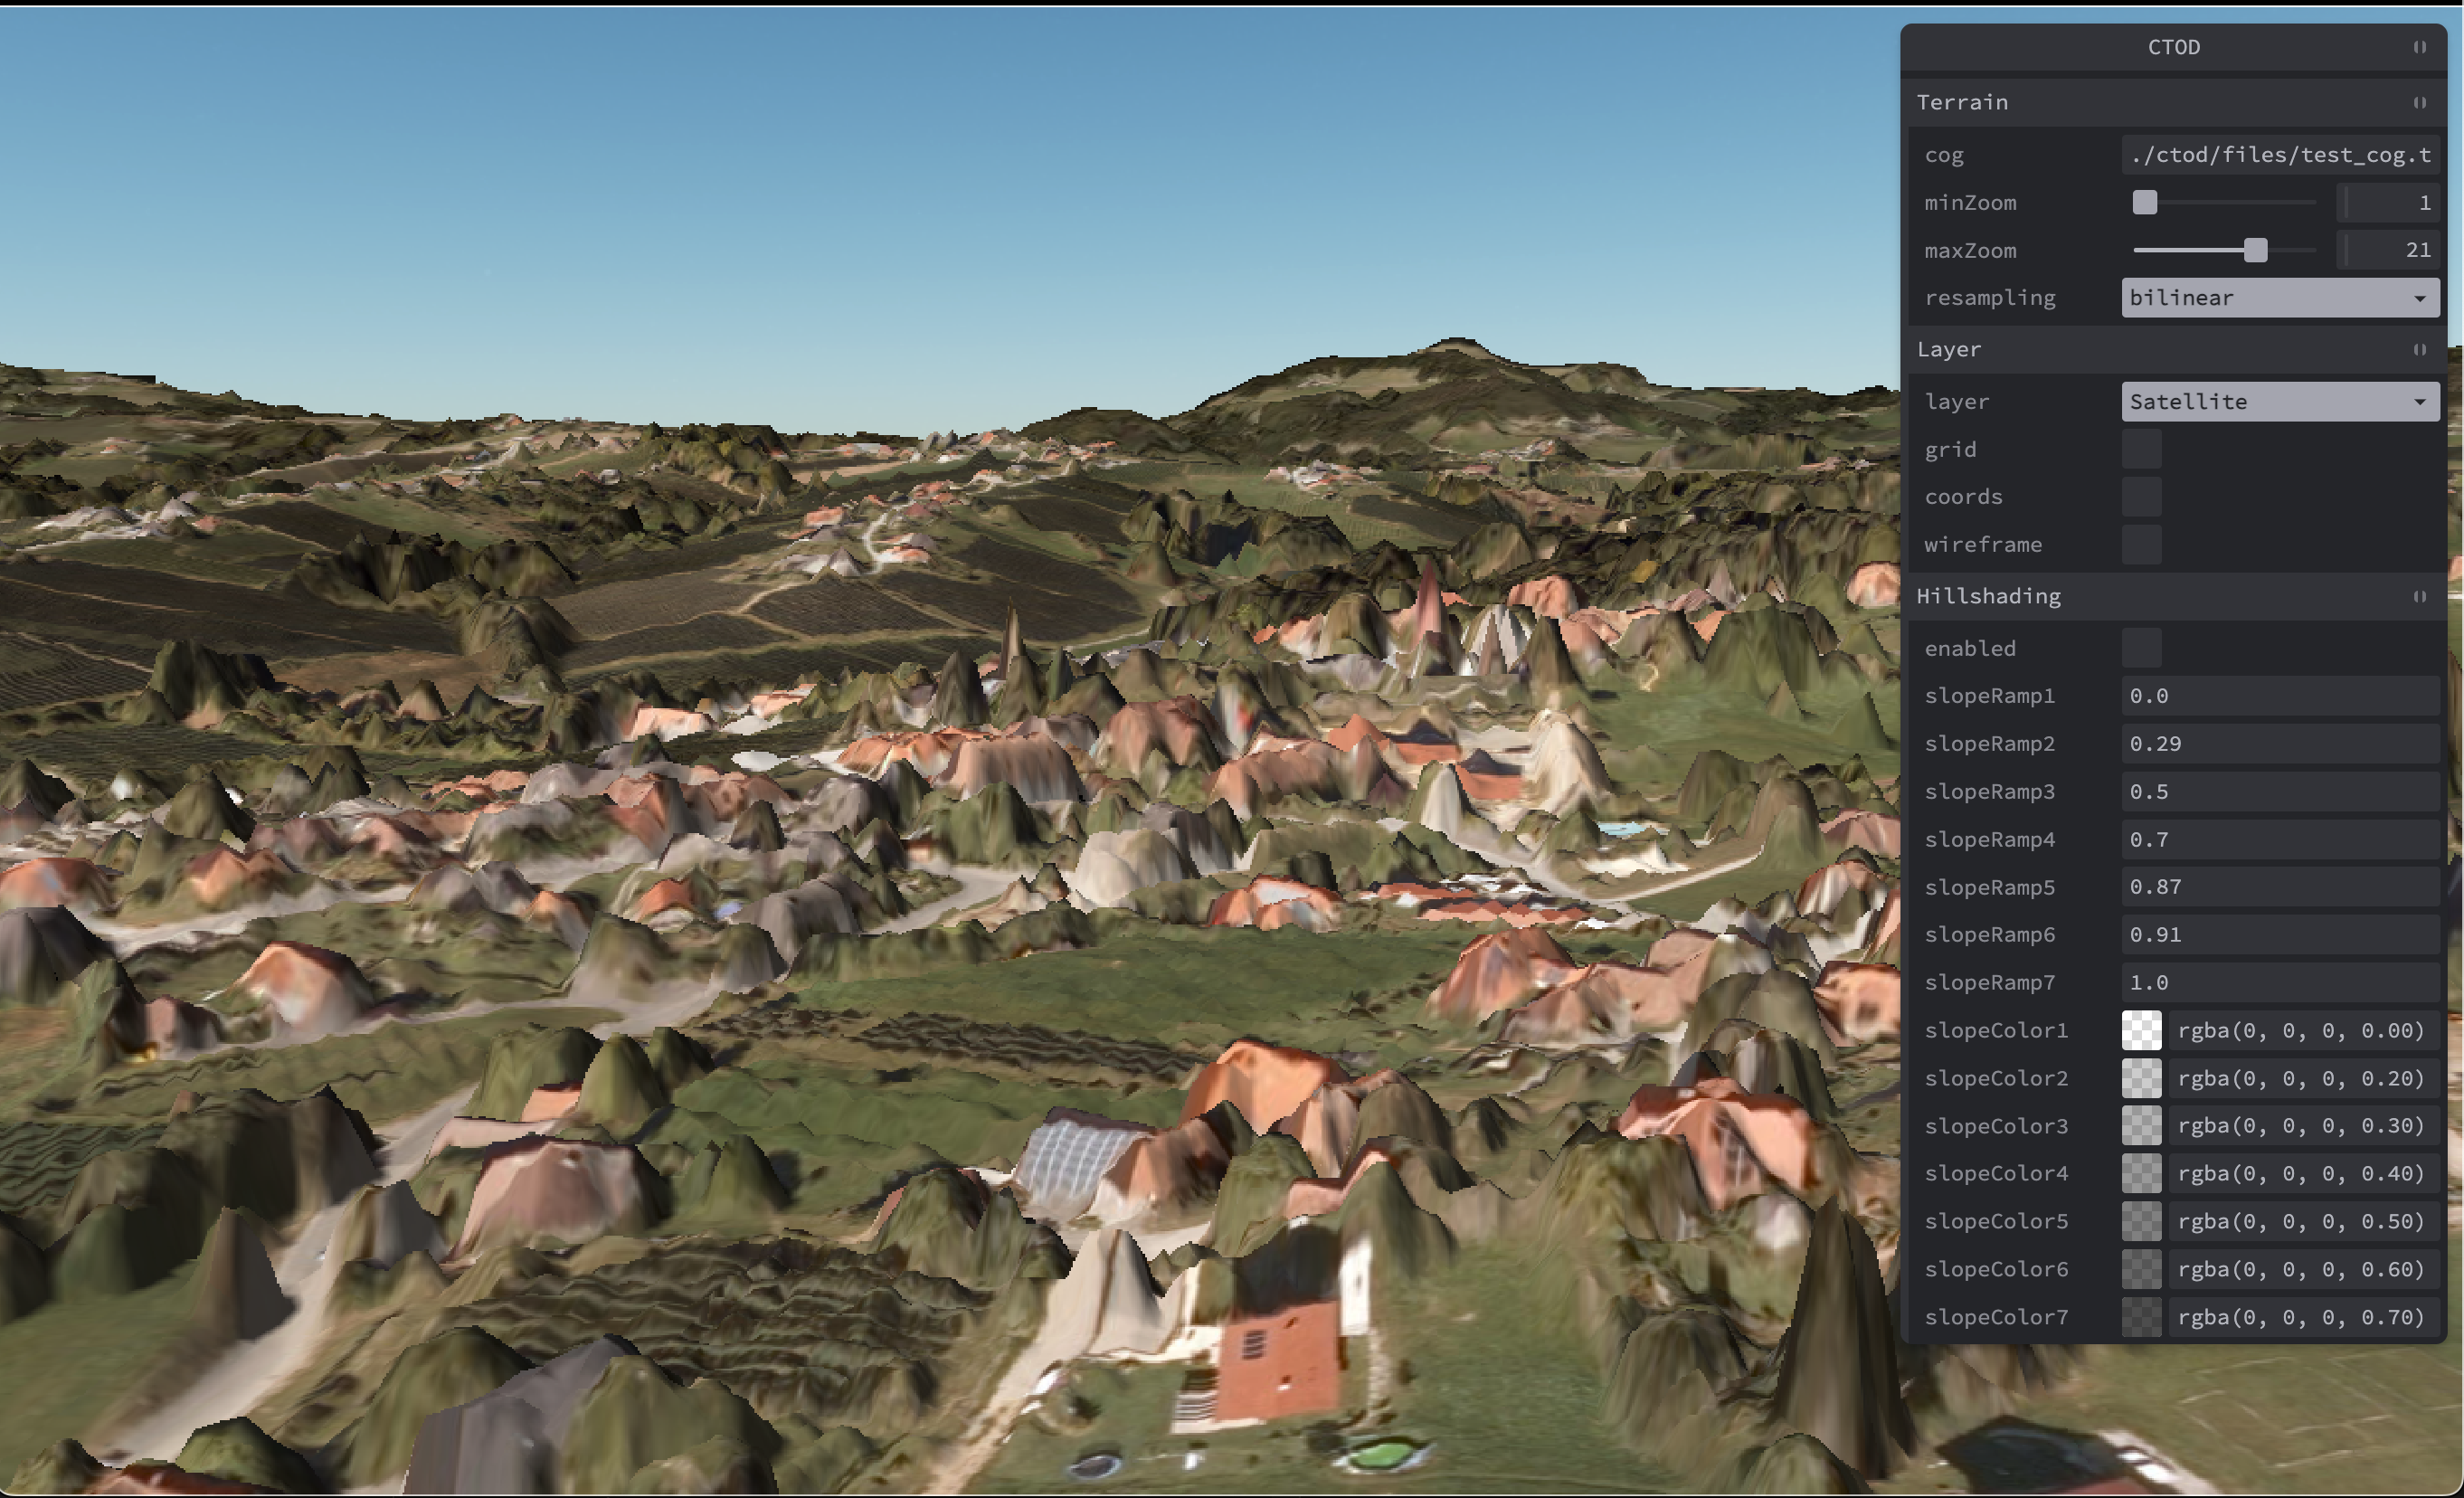 CTOD
Terrain
cog ./ctod/files/test_cog.t
minZoom 1
maxZoom 21
resampling bilinear
Layer
layer Satellite
grid
coords
wireframe
Hillshading
enabled
slopeRamp1 0.0
slopeRamp2 0.29
slopeRamp3 0.5
slopeRamp4 0.7
slopeRamp5 0.87
slopeRamp6 0.91
slopeRamp7 1.0
slopeColor1 rgba(0, 0, 0, 0.00)
slopeColor2 rgba(0, 0, 0, 0.20)
slopeColor3 rgba(0, 0, 0, 0.30)
slopeColor4 rgba(0, 0, 0, 0.40)
slopeColor5 rgba(0, 0, 0, 0.50)
slopeColor6 rgba(0, 0, 0, 0.60)
slopeColor7 rgba(0, 0, 0, 0.70)